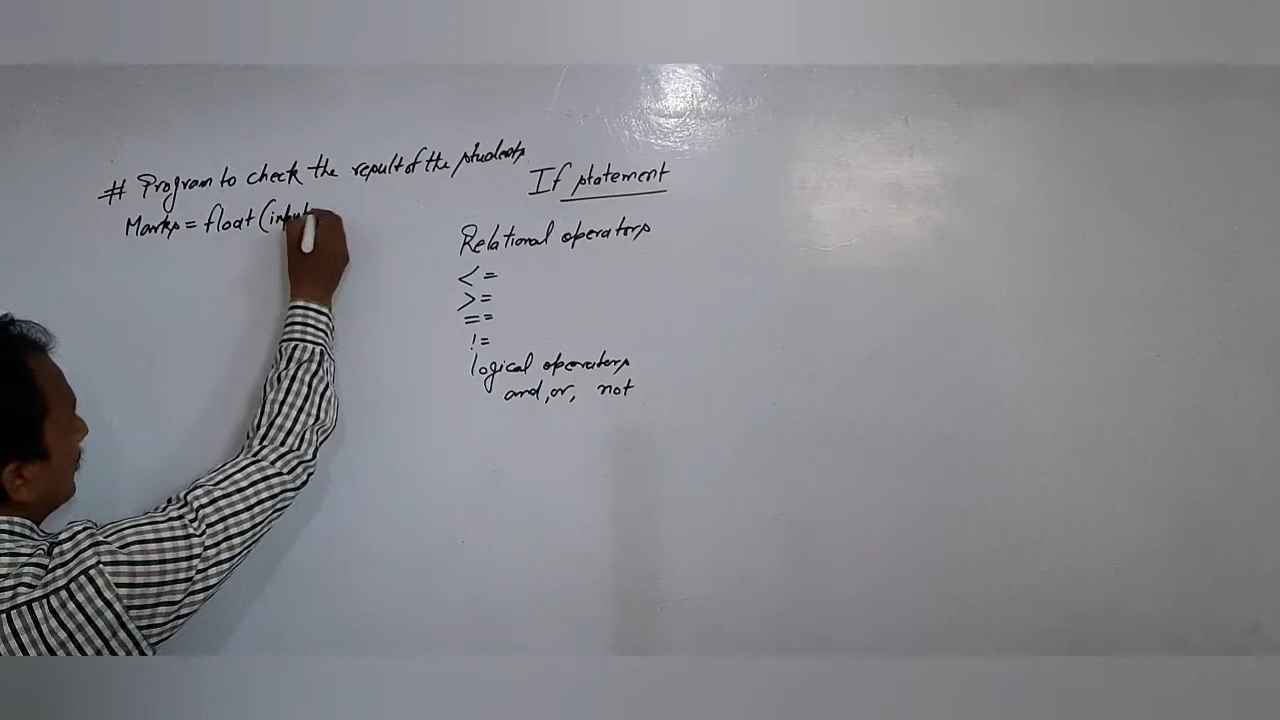 # Program to check the result of the students
Marks = float(input
If statement
Relational operators
<=
>=
==
!=
logical operators
and, or, not